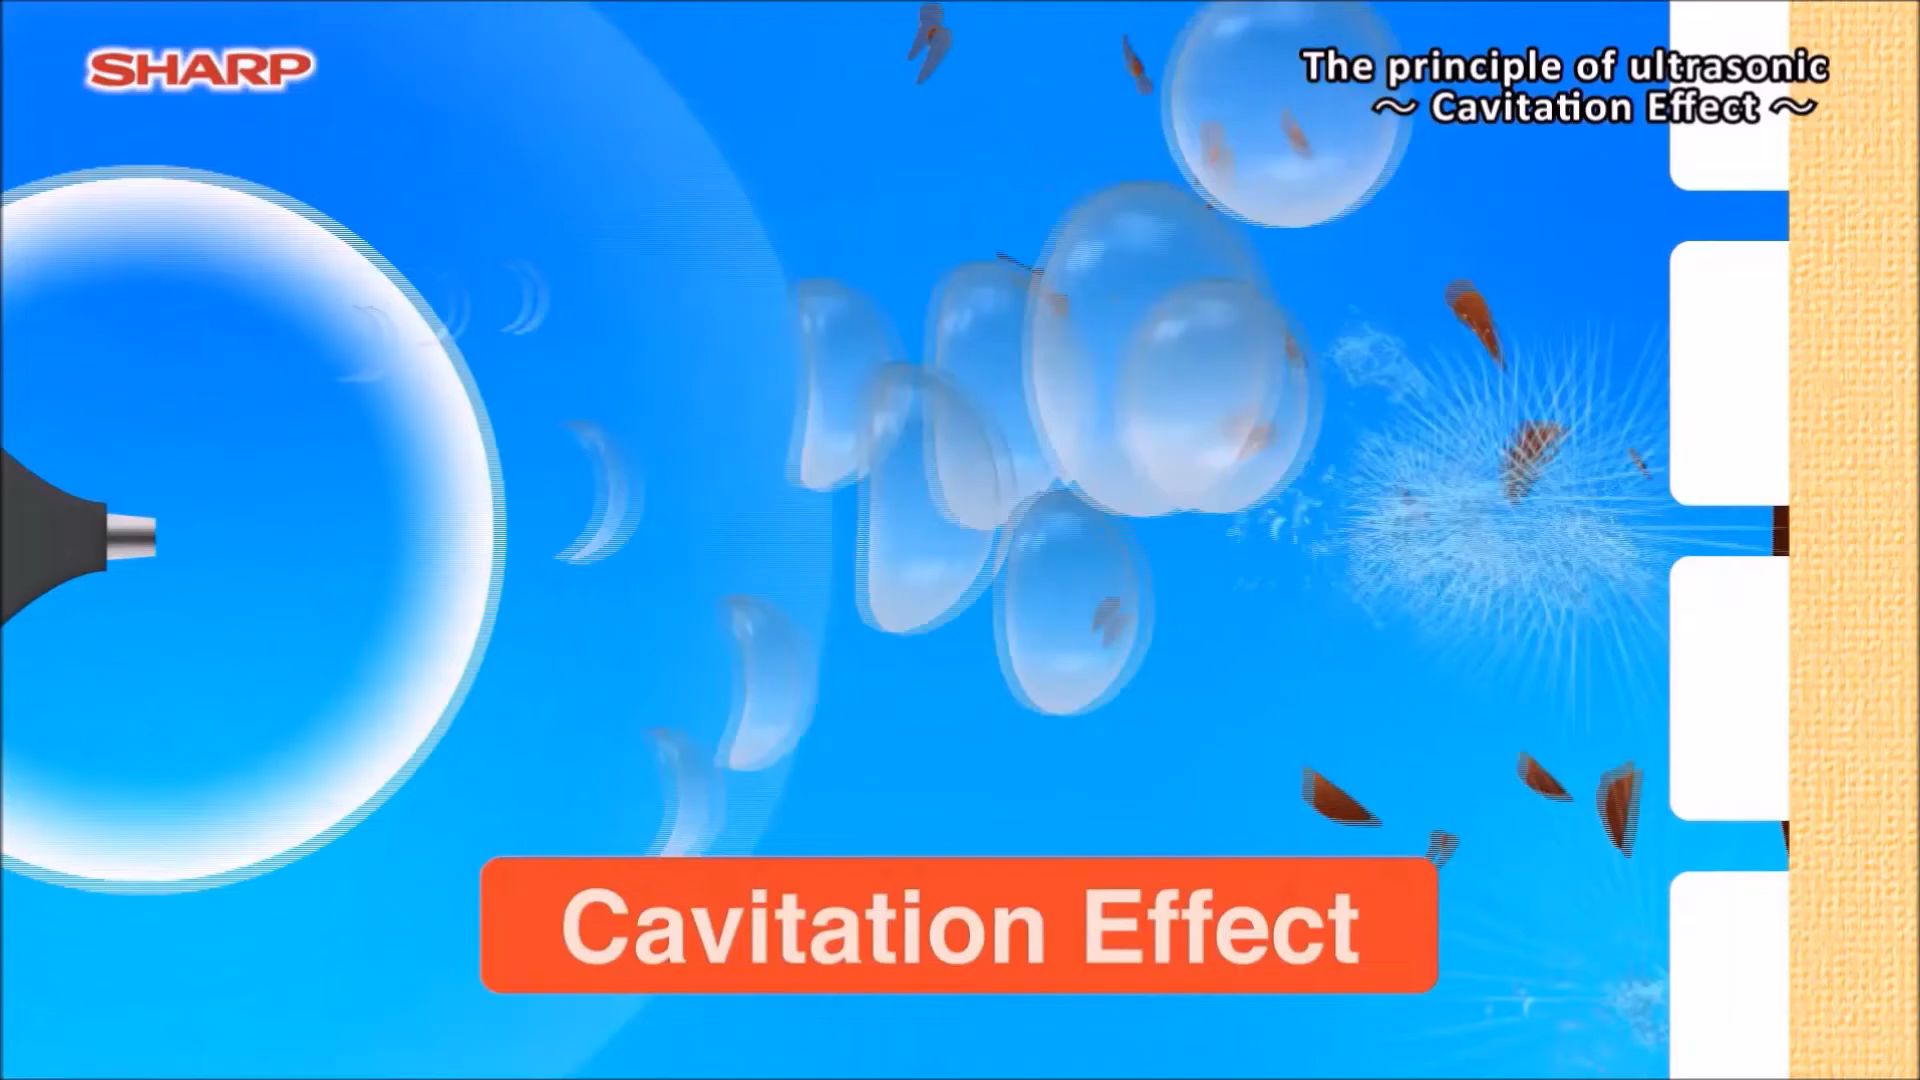 SHARP
The principle of ultrasonic
～ Cavitation Effect ～
Cavitation Effect